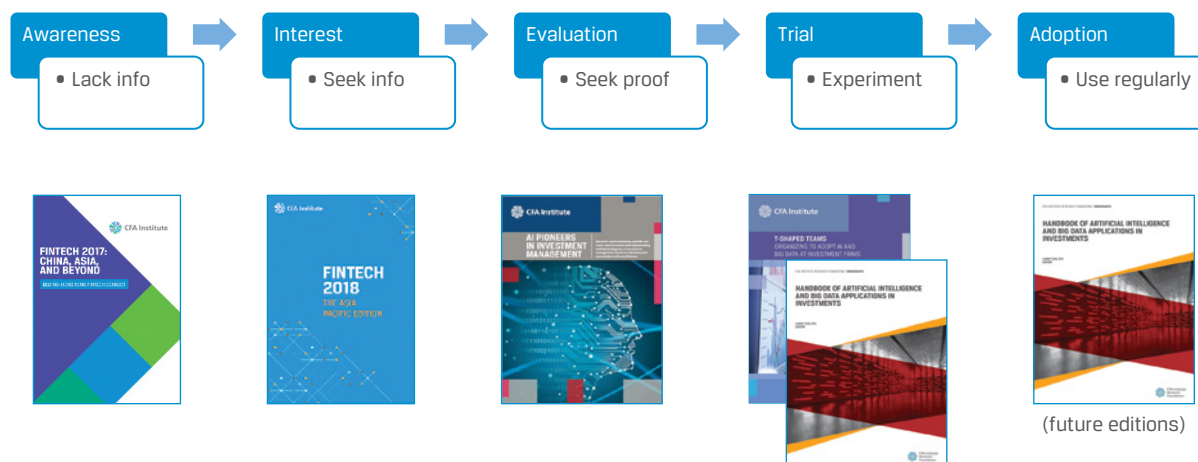 Awareness
• Lack info
Interest
• Seek info
Evaluation
• Seek proof
Trial
• Experiment
Adoption
• Use regularly
CFA Institute
FINTECH 2017:
CHINA, ASIA,
AND BEYOND
CFA Institute
FINTECH
2018
THE ASIA
PACIFIC EDITION
CFA Institute
AI PIONEERS
IN INVESTMENT
MANAGEMENT
CFA Institute
T-SHAPED TEAMS
ORGANIZING TO ADOPT AI AND
BIG DATA AT INVESTMENT FIRMS
HANDBOOK OF ARTIFICIAL INTELLIGENCE
AND BIG DATA APPLICATIONS IN
INVESTMENTS
HANDBOOK OF ARTIFICIAL INTELLIGENCE
AND BIG DATA APPLICATIONS IN
INVESTMENTS
(future editions)